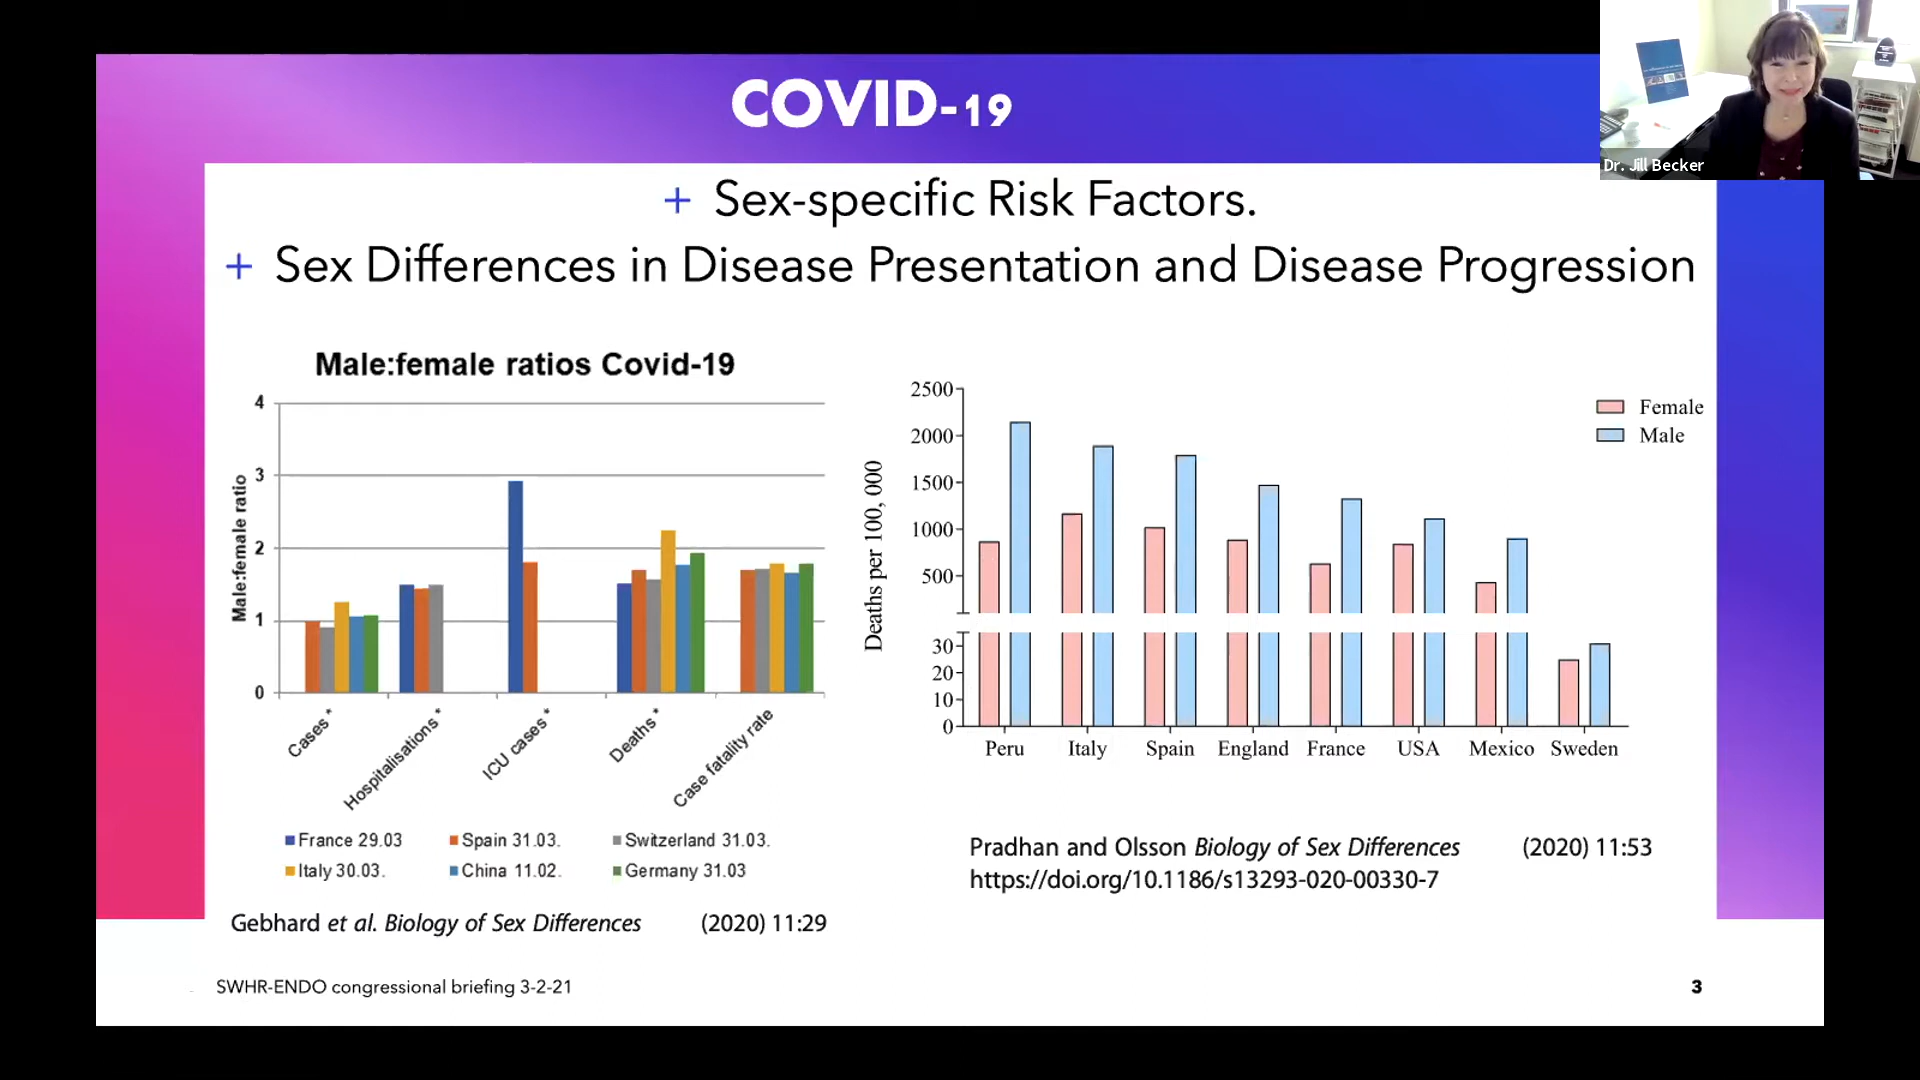 COVID-19
Dr. Jill Becker
+ Sex-specific Risk Factors.
+ Sex Differences in Disease Presentation and Disease Progression
Male:female ratios Covid-19
Male:female ratio
4
3
2
1
0
Cases *
Hospitalisations *
ICU cases *
Deaths *
Case fatality rate
France 29.03
Spain 31.03.
Switzerland 31.03.
Italy 30.03.
China 11.02.
Germany 31.03
Gebhard et al. Biology of Sex Differences (2020) 11:29
Deaths per 100, 000
2500
2000
1500
1000
500
30
20
10
0
Female
Male
Peru
Italy
Spain
England
France
USA
Mexico
Sweden
Pradhan and Olsson Biology of Sex Differences (2020) 11:53
https://doi.org/10.1186/s13293-020-00330-7
SWHR-ENDO congressional briefing 3-2-21
3